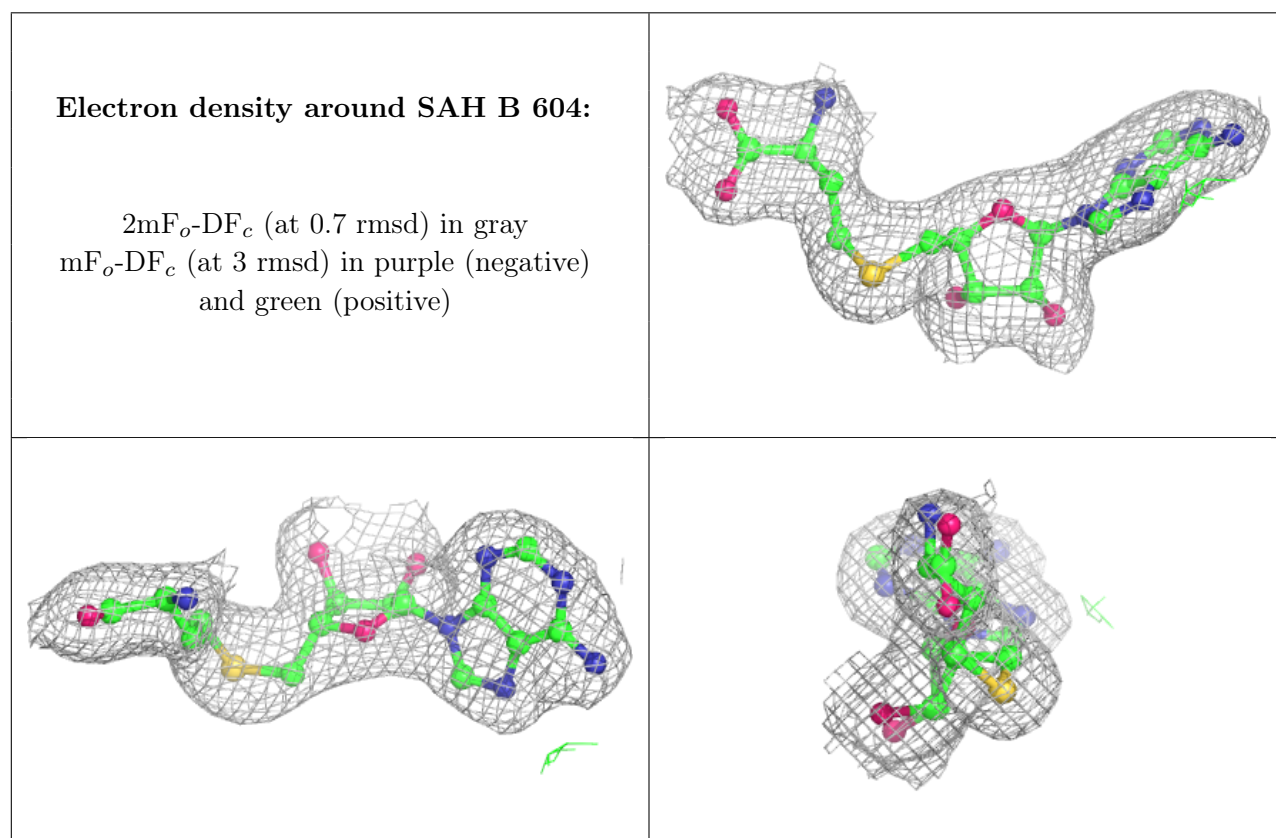 Electron density around SAH B 604:
2mFo-DFc (at 0.7 rmsd) in gray
mFo-DFc (at 3 rmsd) in purple (negative)
and green (positive)